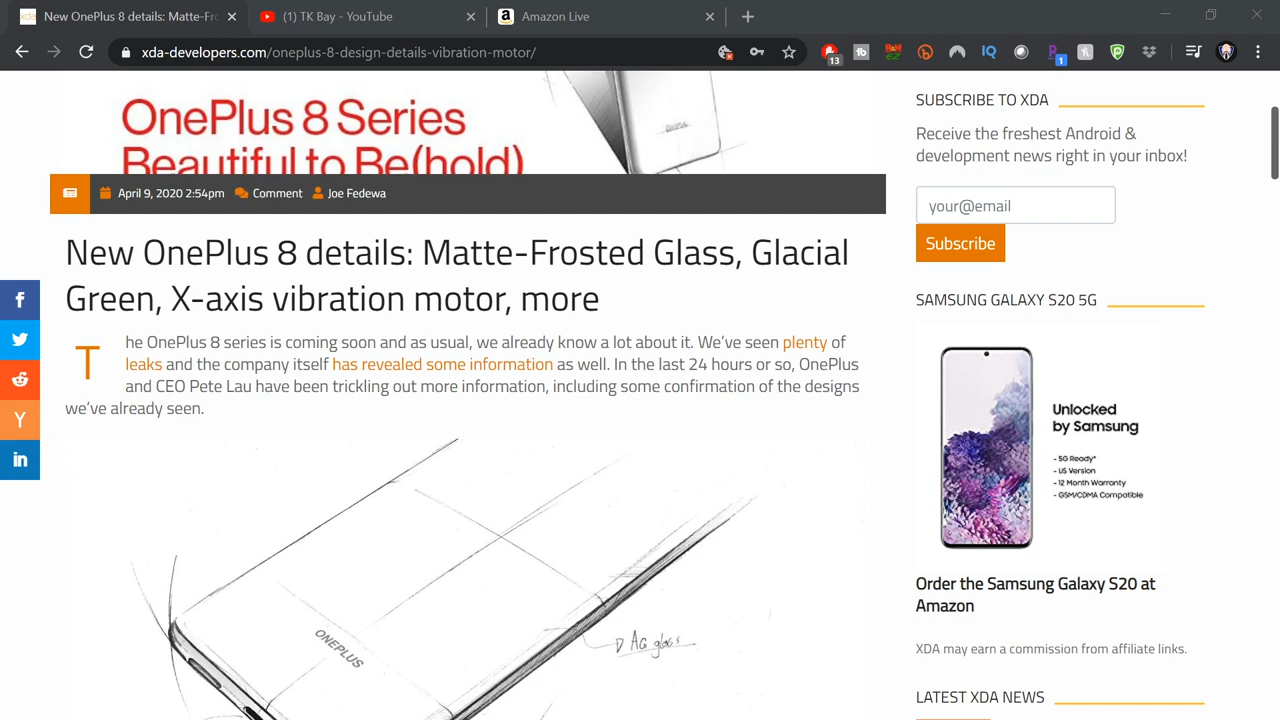 New OnePlus 8 details: Matte-Fr
(1) TK Bay - YouTube
Amazon Live
xda-developers.com/oneplus-8-design-details-vibration-motor/
13
1
OnePlus 8 Series
Beautiful to Be(hold)
April 9, 2020 2:54pm
Comment
Joe Fedewa
New OnePlus 8 details: Matte-Frosted Glass, Glacial
Green, X-axis vibration motor, more
The OnePlus 8 series is coming soon and as usual, we already know a lot about it. We've seen plenty of
leaks and the company itself has revealed some information as well. In the last 24 hours or so, OnePlus
and CEO Pete Lau have been trickling out more information, including some confirmation of the designs
we've already seen.
ONEPLUS
AG glass
SUBSCRIBE TO XDA
Receive the freshest Android &
development news right in your inbox!
your@email
Subscribe
SAMSUNG GALAXY S20 5G
Unlocked
by Samsung
- 5G Ready*
- US Version
- 12 Month Warranty
- GSM/CDMA Compatible
Order the Samsung Galaxy S20 at
Amazon
XDA may earn a commission from affiliate links.
LATEST XDA NEWS